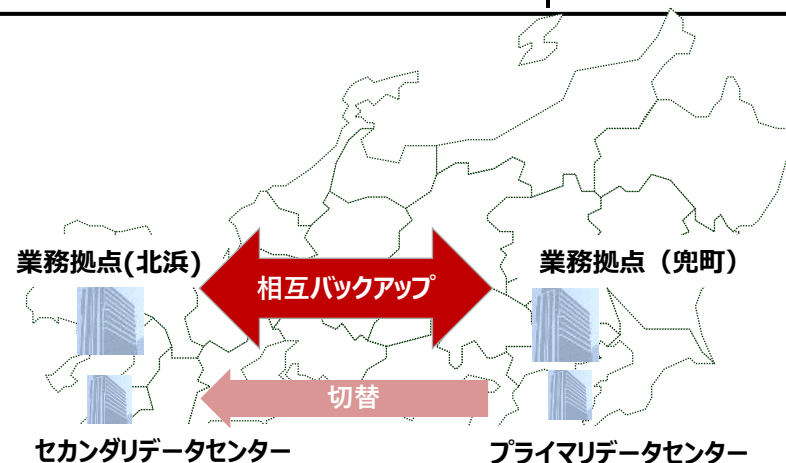 業務拠点(北浜)
業務拠点（兜町）
相互バックアップ
切替
セカンダリデータセンター
プライマリデータセンター